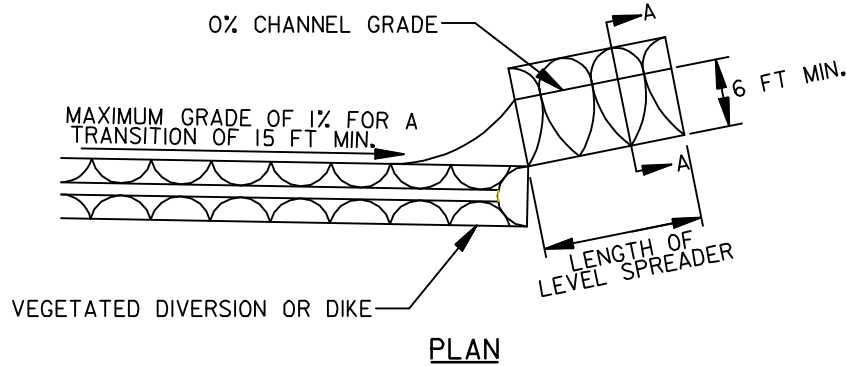 A
0% CHANNEL GRADE
6 FT MIN.
MAXIMUM GRADE OF 1% FOR A
TRANSITION OF 15 FT MIN.
A
LENGTH OF
LEVEL SPREADER
VEGETATED DIVERSION OR DIKE
PLAN